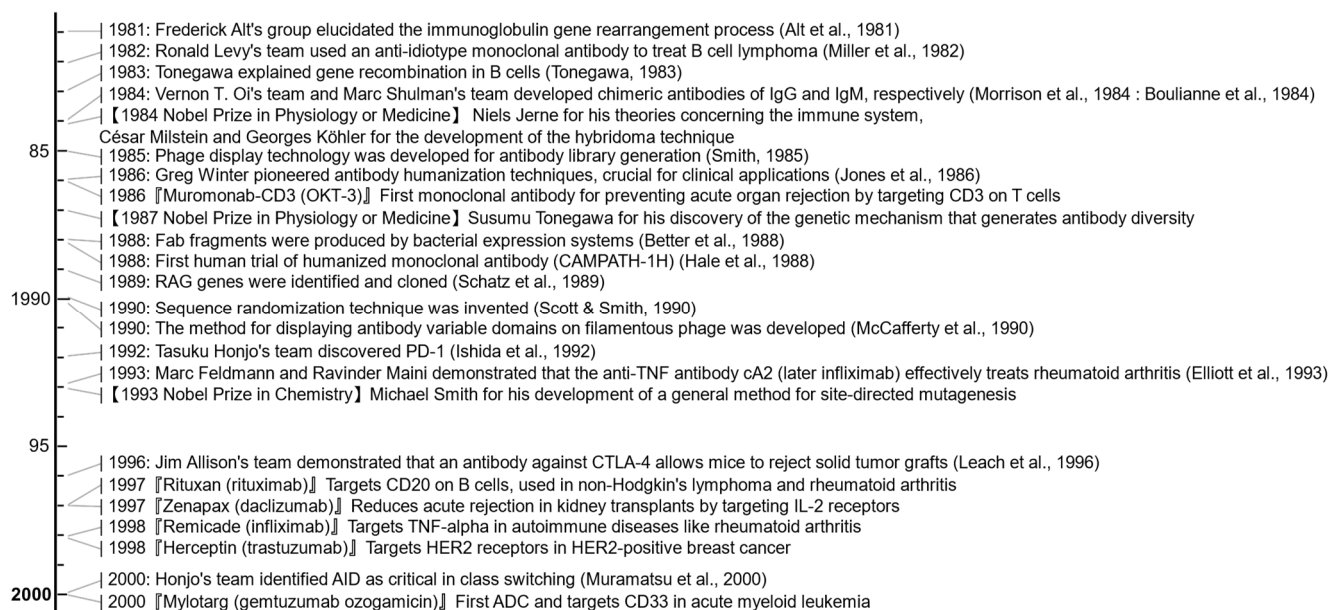 1981: Frederick Alt's group elucidated the immunoglobulin gene rearrangement process (Alt et al., 1981)
1982: Ronald Levy's team used an anti-idiotype monoclonal antibody to treat B cell lymphoma (Miller et al., 1982)
1983: Tonegawa explained gene recombination in B cells (Tonegawa, 1983)
1984: Vernon T. Oi's team and Marc Shulman's team developed chimeric antibodies of IgG and IgM, respectively (Morrison et al., 1984 : Boulianne et al., 1984)
【1984 Nobel Prize in Physiology or Medicine】 Niels Jerne for his theories concerning the immune system,
César Milstein and Georges Köhler for the development of the hybridoma technique
85
1985: Phage display technology was developed for antibody library generation (Smith, 1985)
1986: Greg Winter pioneered antibody humanization techniques, crucial for clinical applications (Jones et al., 1986)
1986『Muromonab-CD3 (OKT-3)』First monoclonal antibody for preventing acute organ rejection by targeting CD3 on T cells
【1987 Nobel Prize in Physiology or Medicine】Susumu Tonegawa for his discovery of the genetic mechanism that generates antibody diversity
1988: Fab fragments were produced by bacterial expression systems (Better et al., 1988)
1988: First human trial of humanized monoclonal antibody (CAMPATH-1H) (Hale et al., 1988)
1989: RAG genes were identified and cloned (Schatz et al., 1989)
1990
1990: Sequence randomization technique was invented (Scott & Smith, 1990)
1990: The method for displaying antibody variable domains on filamentous phage was developed (McCafferty et al., 1990)
1992: Tasuku Honjo's team discovered PD-1 (Ishida et al., 1992)
1993: Marc Feldmann and Ravinder Maini demonstrated that the anti-TNF antibody cA2 (later infliximab) effectively treats rheumatoid arthritis (Elliott et al., 1993)
【1993 Nobel Prize in Chemistry】Michael Smith for his development of a general method for site-directed mutagenesis
95
1996: Jim Allison's team demonstrated that an antibody against CTLA-4 allows mice to reject solid tumor grafts (Leach et al., 1996)
1997『Rituxan (rituximab)』Targets CD20 on B cells, used in non-Hodgkin's lymphoma and rheumatoid arthritis
1997『Zenapax (daclizumab)』Reduces acute rejection in kidney transplants by targeting IL-2 receptors
1998『Remicade (infliximab)』Targets TNF-alpha in autoimmune diseases like rheumatoid arthritis
1998『Herceptin (trastuzumab)』Targets HER2 receptors in HER2-positive breast cancer
2000: Honjo's team identified AID as critical in class switching (Muramatsu et al., 2000)
2000
2000『Mylotarg (gemtuzumab ozogamicin)』First ADC and targets CD33 in acute myeloid leukemia